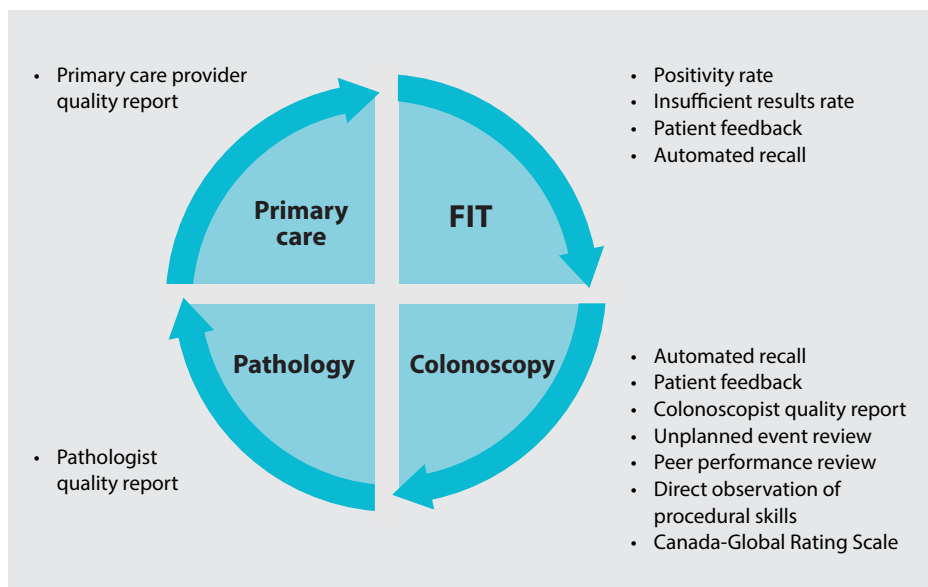 • Primary care provider
quality report
• Positivity rate
• Insufficient results rate
• Patient feedback
• Automated recall
Primary
care
FIT
Pathology
Colonoscopy
• Automated recall
• Patient feedback
• Colonoscopist quality report
• Unplanned event review
• Peer performance review
• Direct observation of
procedural skills
• Canada-Global Rating Scale
• Pathologist
quality report